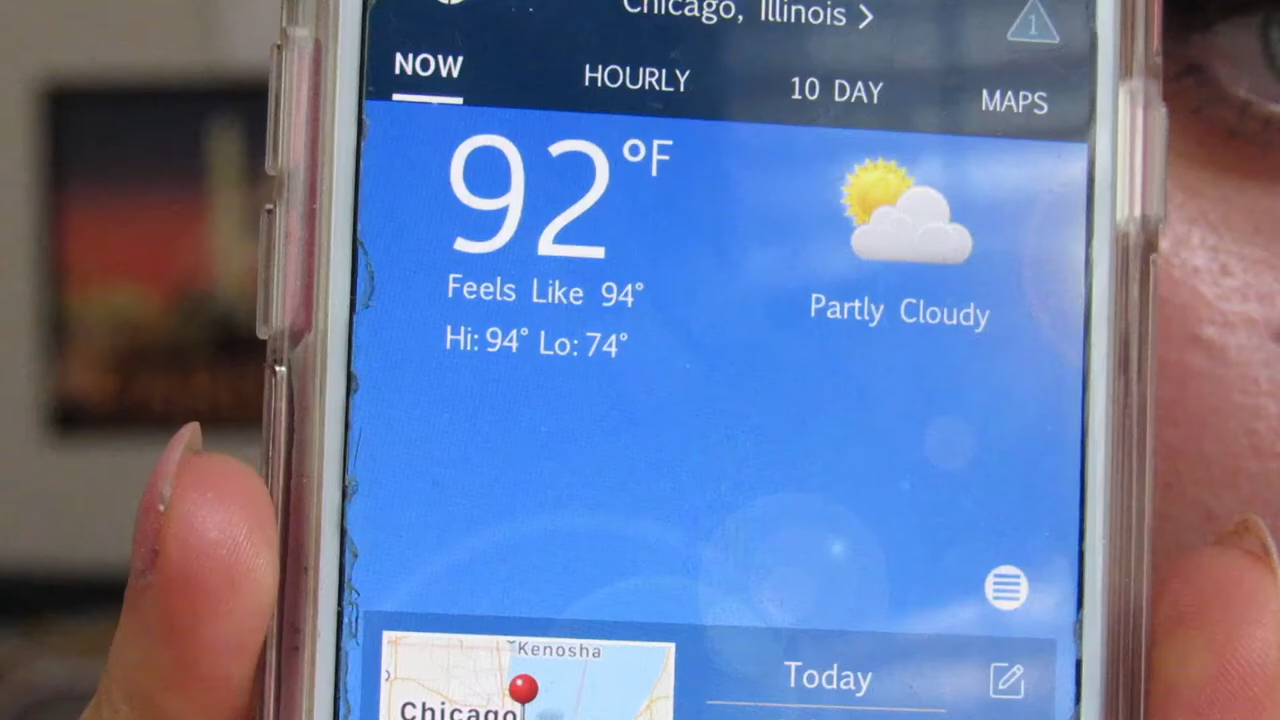 Chicago, Illinois >
1
NOW HOURLY 10 DAY MAPS
92°F
Feels Like 94°
Hi: 94° Lo: 74°
Partly Cloudy
Kenosha
Chicago
Today